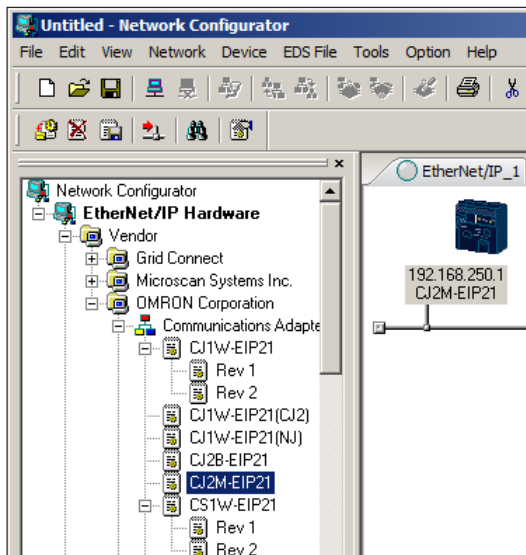 Untitled - Network Configurator
File Edit View Network Device EDS File Tools Option Help
EtherNet/IP_1
Network Configurator
EtherNet/IP Hardware
Vendor
Grid Connect
Microscan Systems Inc.
OMRON Corporation
Communications Adapte
CJ1W-EIP21
Rev 1
Rev 2
CJ1W-EIP21(CJ2)
CJ1W-EIP21(NJ)
CJ2B-EIP21
CJ2M-EIP21
CS1W-EIP21
Rev 1
Rev 2
192.168.250.1
CJ2M-EIP21